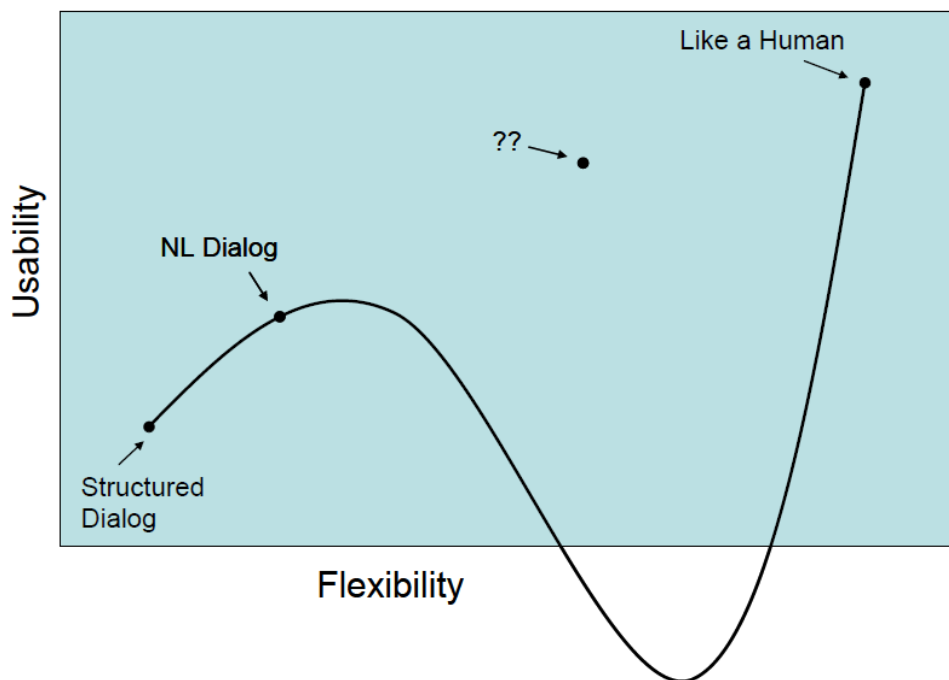 Like a Human
??
NL Dialog
Usability
Structured
Dialog
Flexibility